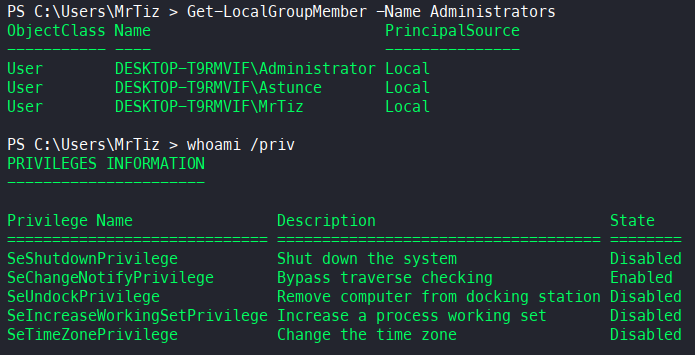 PS C:\Users\MrTiz > Get-LocalGroupMember -Name Administrators
ObjectClass Name PrincipalSource
----------- ---- ---------------
User DESKTOP-T9RMVIF\Administrator Local
User DESKTOP-T9RMVIF\Astunce Local
User DESKTOP-T9RMVIF\MrTiz Local
PS C:\Users\MrTiz > whoami /priv
PRIVILEGES INFORMATION
----------------------
Privilege Name Description State
============================= ==================================== ========
SeShutdownPrivilege Shut down the system Disabled
SeChangeNotifyPrivilege Bypass traverse checking Enabled
SeUndockPrivilege Remove computer from docking station Disabled
SeIncreaseWorkingSetPrivilege Increase a process working set Disabled
SeTimeZonePrivilege Change the time zone Disabled